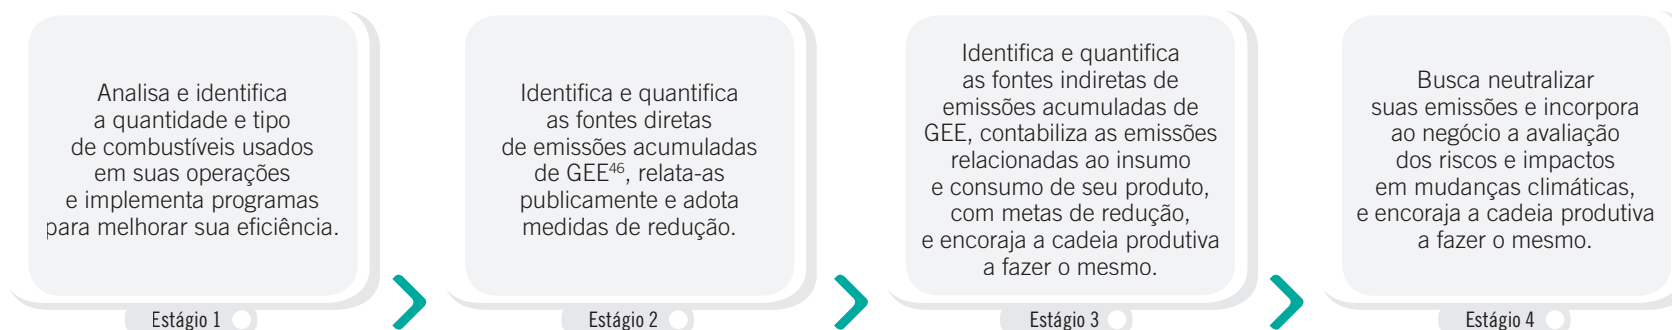 Analisa e identifica
a quantidade e tipo
de combustíveis usados
em suas operações
e implementa programas
para melhorar sua eficiência.
Estágio 1
Identifica e quantifica
as fontes diretas
de emissões acumuladas
de GEE⁴⁶, relata-as
publicamente e adota
medidas de redução.
Estágio 2
Identifica e quantifica
as fontes indiretas de
emissões acumuladas de
GEE, contabiliza as emissões
relacionadas ao insumo
e consumo de seu produto,
com metas de redução,
e encoraja a cadeia produtiva
a fazer o mesmo.
Estágio 3
Busca neutralizar
suas emissões e incorpora
ao negócio a avaliação
dos riscos e impactos
em mudanças climáticas,
e encoraja a cadeia produtiva
a fazer o mesmo.
Estágio 4